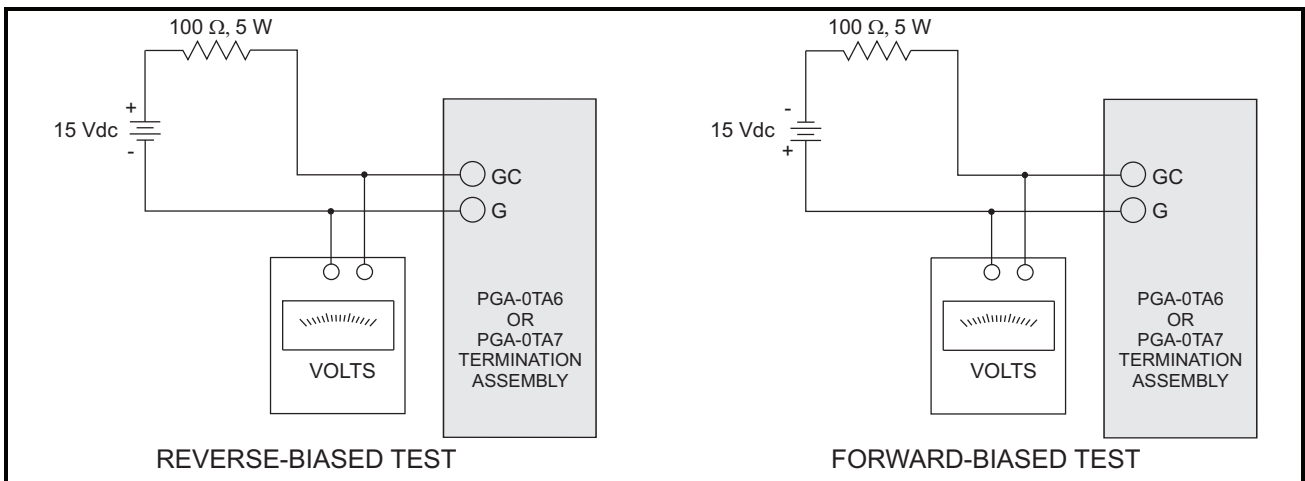 100 Ω, 5 W
+
15 Vdc
-
GC
G
VOLTS
PGA-0TA6
OR
PGA-0TA7
TERMINATION
ASSEMBLY
REVERSE-BIASED TEST
100 Ω, 5 W
-
15 Vdc
+
GC
G
VOLTS
PGA-0TA6
OR
PGA-0TA7
TERMINATION
ASSEMBLY
FORWARD-BIASED TEST